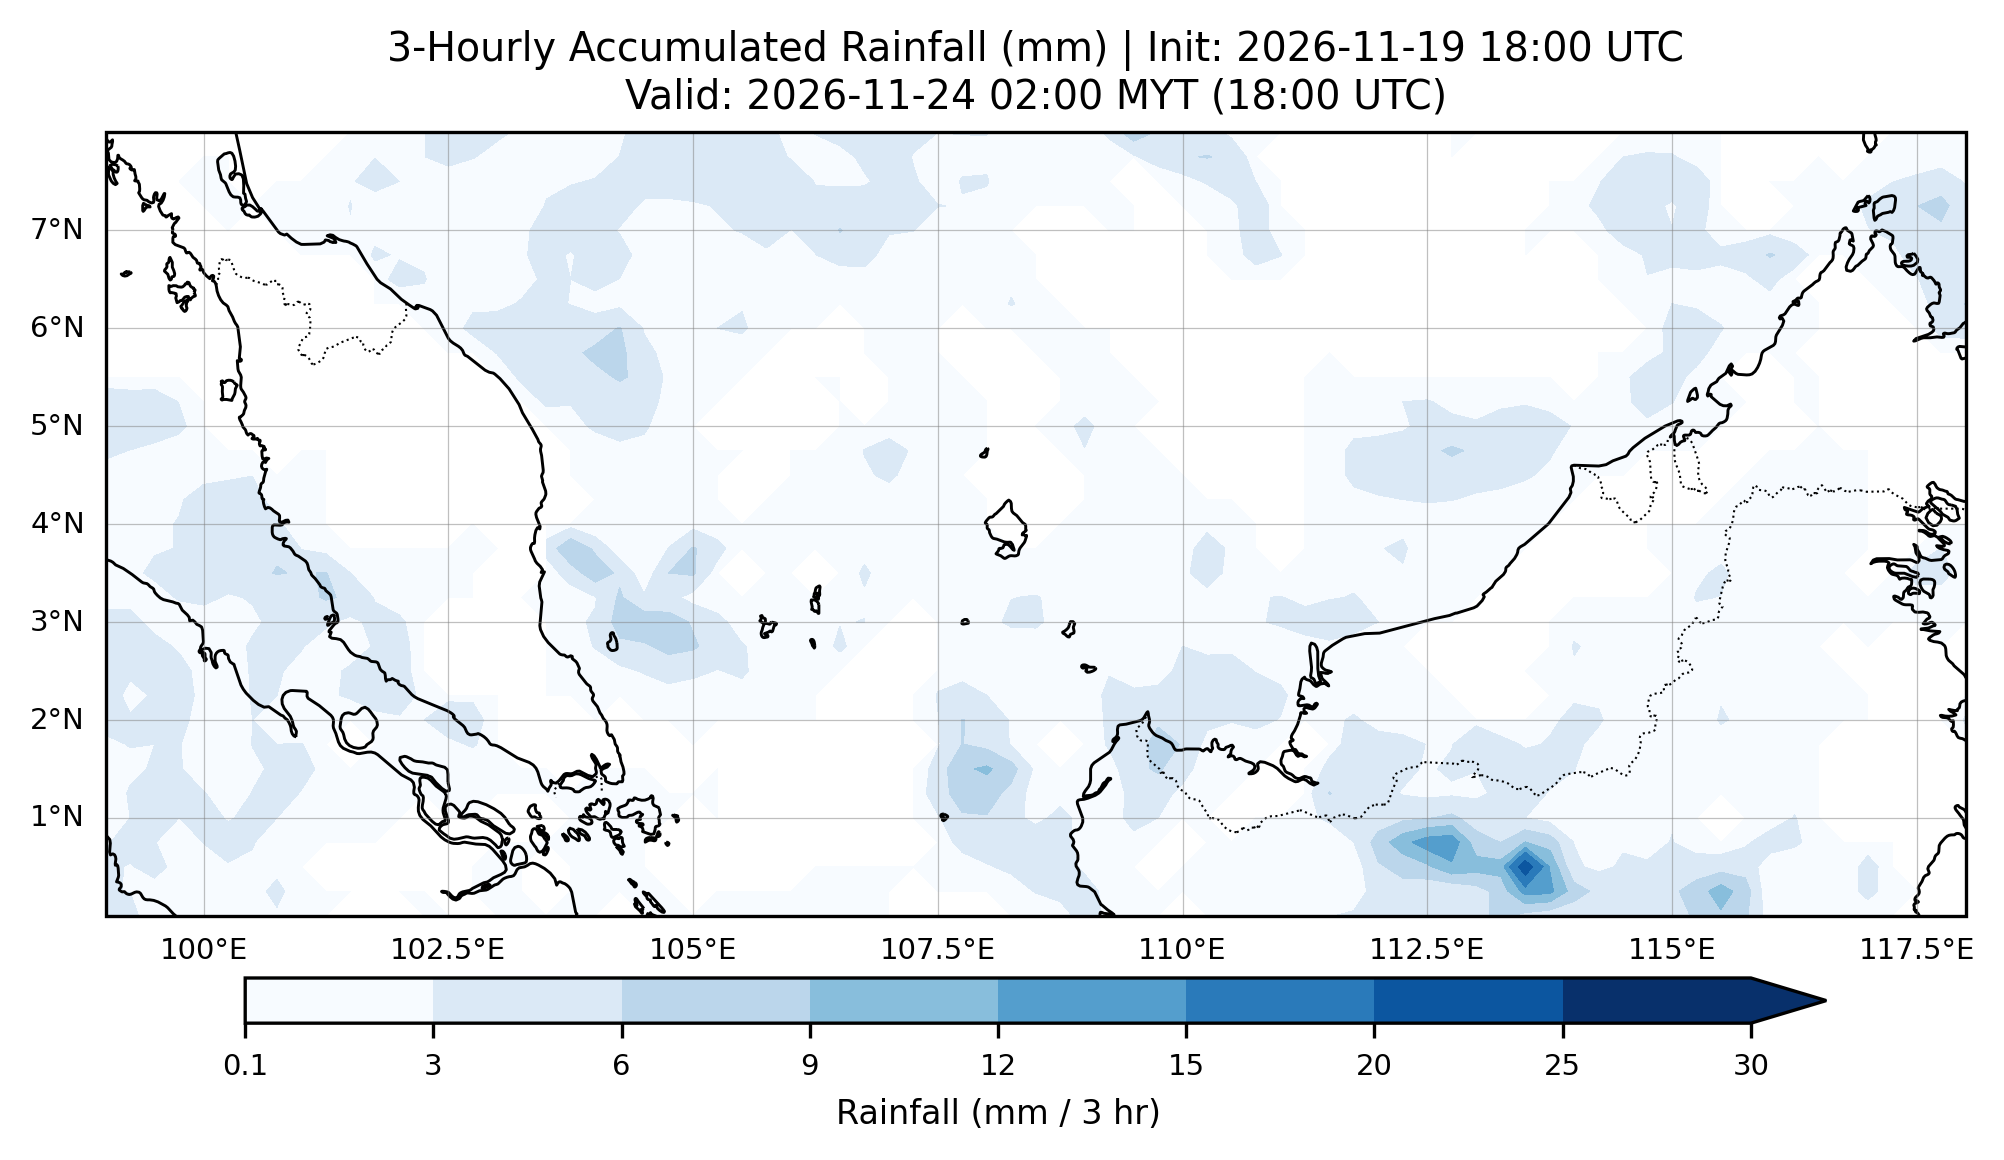 3-Hourly Accumulated Rainfall (mm) | Init: 2026-11-19 18:00 UTC
Valid: 2026-11-24 02:00 MYT (18:00 UTC)
7°N
6°N
5°N
4°N
3°N
2°N
1°N
100°E 102.5°E 105°E 107.5°E 110°E 112.5°E 115°E 117.5°E
0.1 3 6 9 12 15 20 25 30
Rainfall (mm / 3 hr)